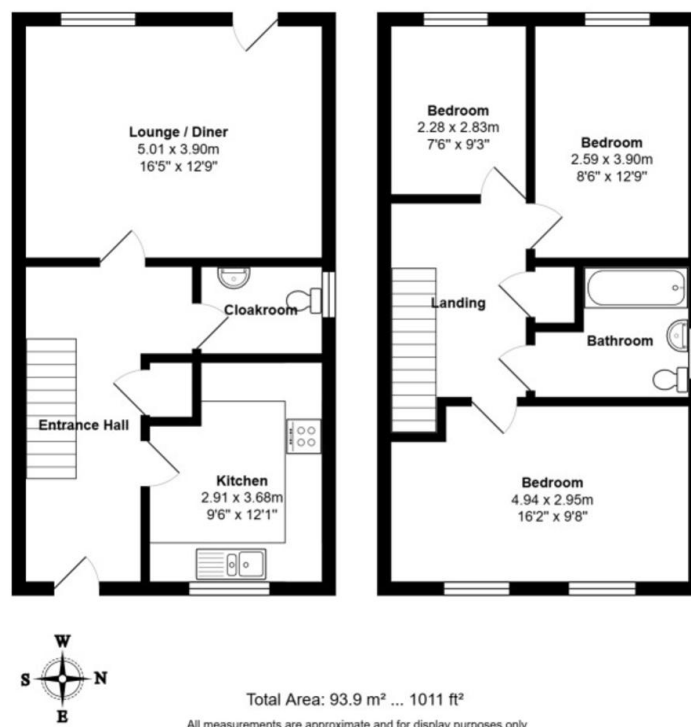 Lounge / Diner
5.01 x 3.90m
16'5" x 12'9"
Cloakroom
Entrance Hall
Kitchen
2.91 x 3.68m
9'6" x 12'1"
Bedroom
2.28 x 2.83m
7'6" x 9'3"
Bedroom
2.59 x 3.90m
8'6" x 12'9"
Landing
Bathroom
Bedroom
4.94 x 2.95m
16'2" x 9'8"
W
S N
E
Total Area: 93.9 m² ... 1011 ft²
All measurements are approximate and for display purposes only